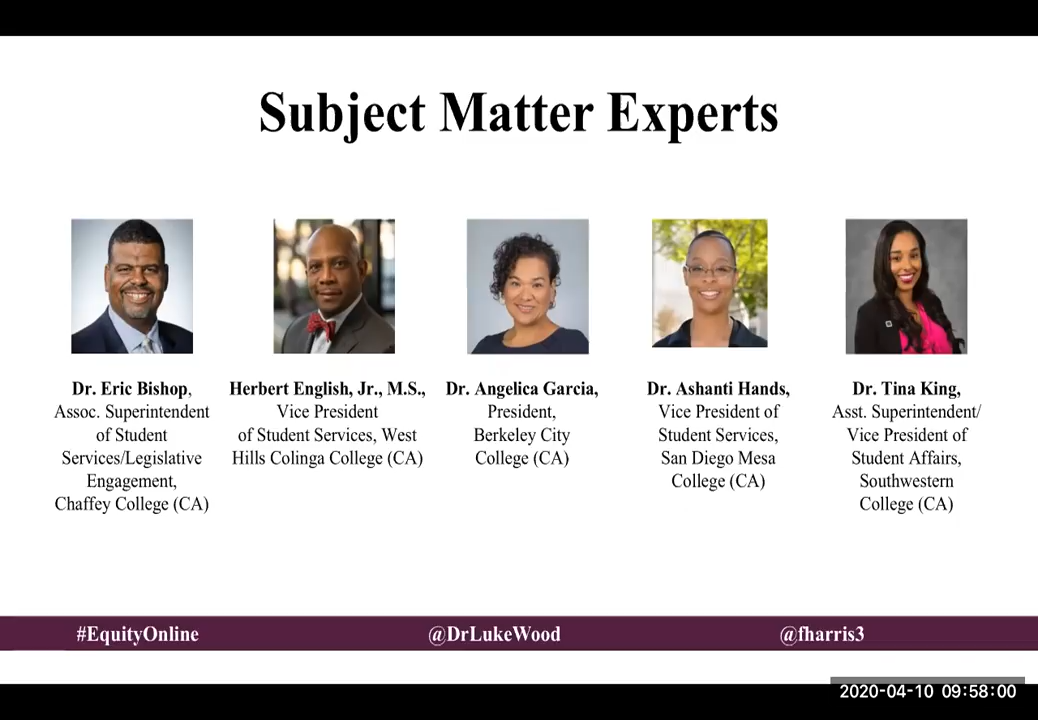 Subject Matter Experts
Dr. Eric Bishop,
Assoc. Superintendent
of Student
Services/Legislative
Engagement,
Chaffey College (CA)
Herbert English, Jr., M.S.,
Vice President
of Student Services, West
Hills Colinga College (CA)
Dr. Angelica Garcia,
President,
Berkeley City
College (CA)
Dr. Ashanti Hands,
Vice President of
Student Services,
San Diego Mesa
College (CA)
Dr. Tina King,
Asst. Superintendent/
Vice President of
Student Affairs,
Southwestern
College (CA)
#EquityOnline
@DrLukeWood
@fharris3
2020-04-10 09:58:00